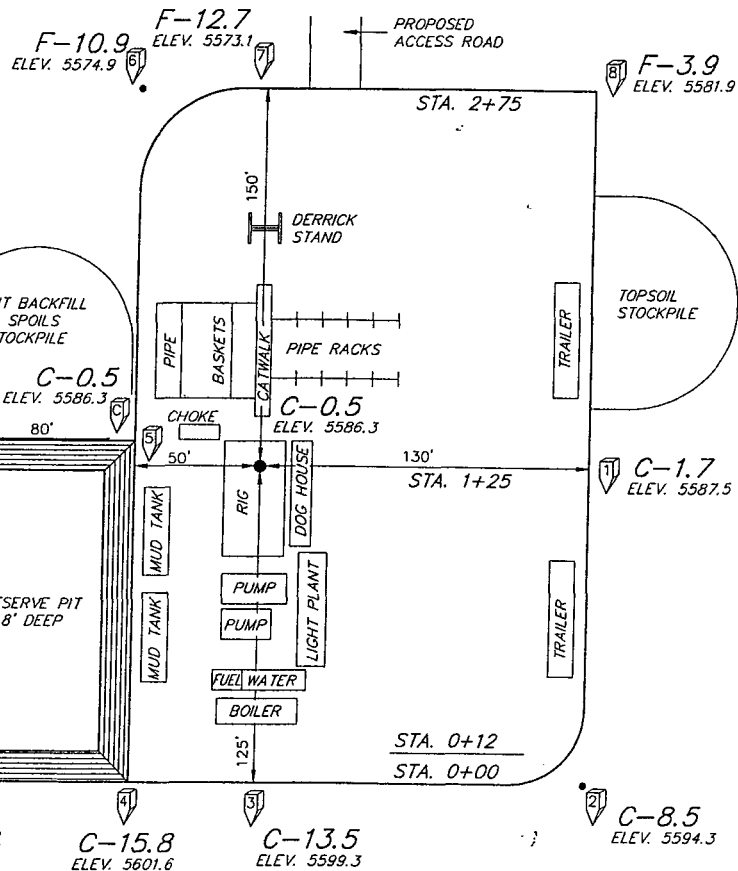 F-12.7
ELEV. 5573.1
7
F-10.9
ELEV. 5574.9
6
PROPOSED
ACCESS ROAD
8
F-3.9
ELEV. 5581.9
STA. 2+75
150'
DERRICK
STAND
IT BACKFILL
SPOILS
TOCKPILE
PIPE
BASKETS
CATWALK
PIPE RACKS
TRAILER
TOPSOIL
STOCKPILE
C-0.5
ELEV. 5586.3
C
80'
CHOKE
C-0.5
ELEV. 5586.3
5
50'
130'
STA. 1+25
1
C-1.7
ELEV. 5587.5
RIG
DOG HOUSE
MUD TANK
SERVE PIT
8' DEEP
MUD TANK
PUMP
PUMP
LIGHT PLANT
TRAILER
FUEL
WATER
BOILER
125'
STA. 0+12
STA. 0+00
4
C-15.8
ELEV. 5601.6
3
C-13.5
ELEV. 5599.3
2
C-8.5
ELEV. 5594.3